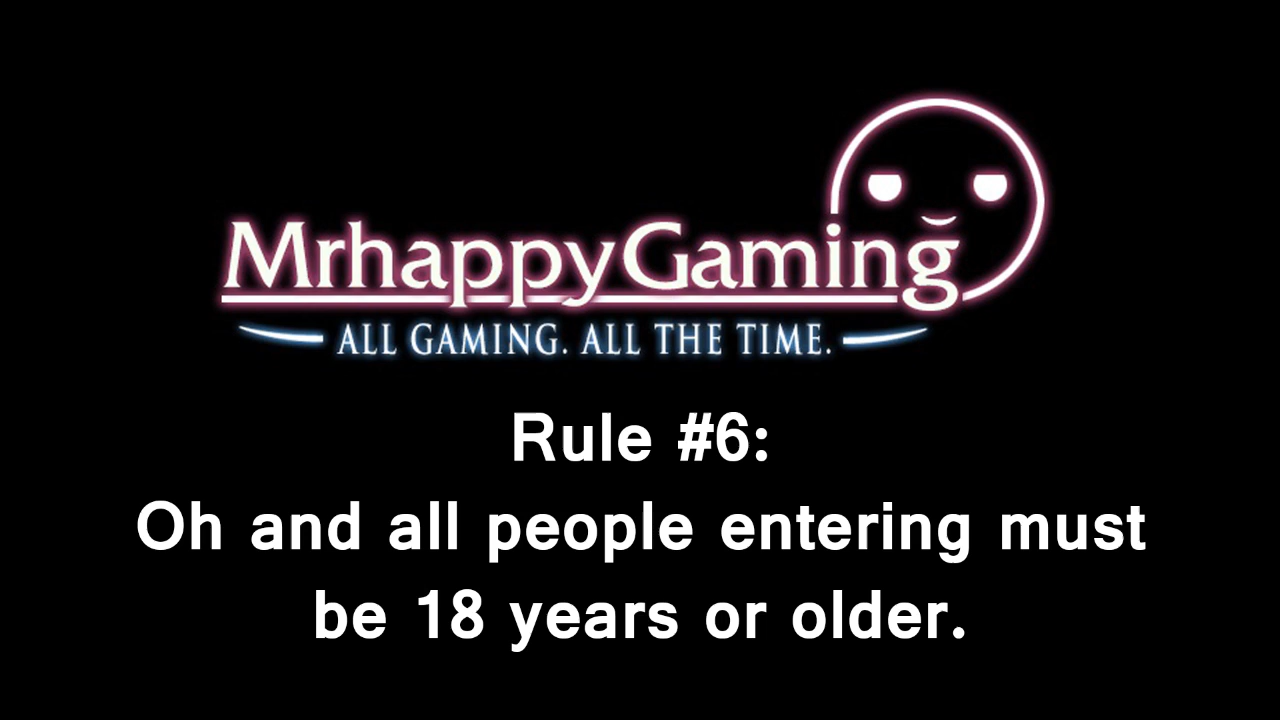 MrhappyGaming
ALL GAMING. ALL THE TIME.
Rule #6:
Oh and all people entering must
be 18 years or older.